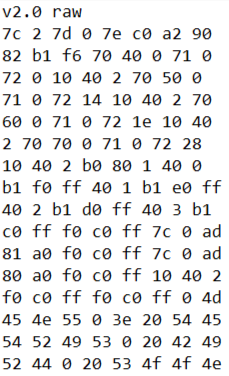 v2.0 raw
7c 2 7d 0 7e c0 a2 90
82 b1 f6 70 40 0 71 0
72 0 10 40 2 70 50 0
71 0 72 14 10 40 2 70
60 0 71 0 72 1e 10 40
2 70 70 0 71 0 72 28
10 40 2 b0 80 1 40 0
b1 f0 ff 40 1 b1 e0 ff
40 2 b1 d0 ff 40 3 b1
c0 ff f0 c0 ff 7c 0 ad
81 a0 f0 c0 ff 7c 0 ad
80 a0 f0 c0 ff 10 40 2
f0 c0 ff f0 c0 ff 0 4d
45 4e 55 0 3e 20 54 45
54 52 49 53 0 20 42 49
52 44 0 20 53 4f 4f 4e